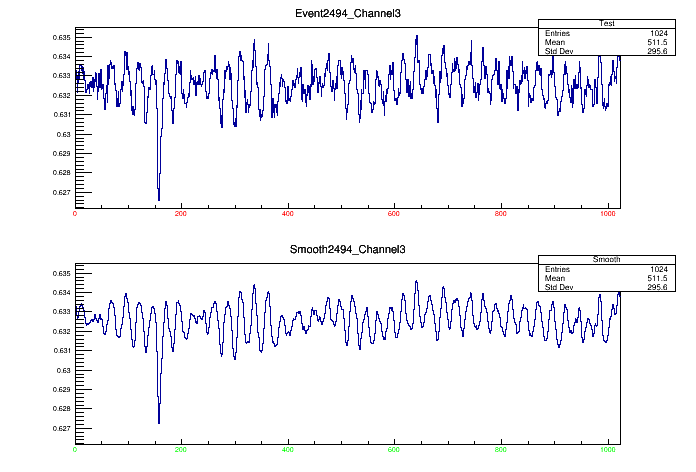 Event2494_Channel3
Test
Entries 1024
Mean 511.5
Std Dev 295.6
0.635
0.634
0.633
0.632
0.631
0.63
0.629
0.628
0.627
0 200 400 600 800 1000
Smooth2494_Channel3
Smooth
Entries 1024
Mean 511.5
Std Dev 295.6
0.635
0.634
0.633
0.632
0.631
0.63
0.629
0.628
0.627
0 200 400 600 800 1000